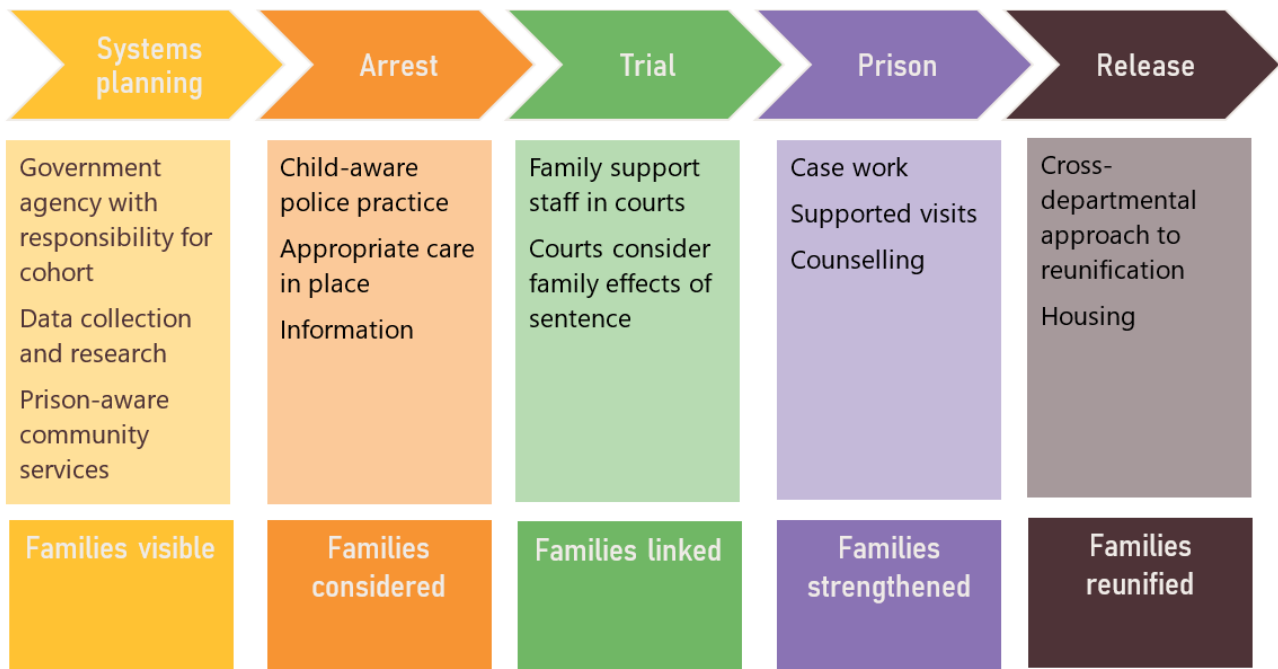 Systems
planning
Arrest
Trial
Prison
Release
Government
agency with
responsibility for
cohort
Data collection
and research
Prison-aware
community
services
Child-aware
police practice
Appropriate care
in place
Information
Family support
staff in courts
Courts consider
family effects of
sentence
Case work
Supported visits
Counselling
Cross-
departmental
approach to
reunification
Housing
Families visible
Families
considered
Families linked
Families
strengthened
Families
reunified